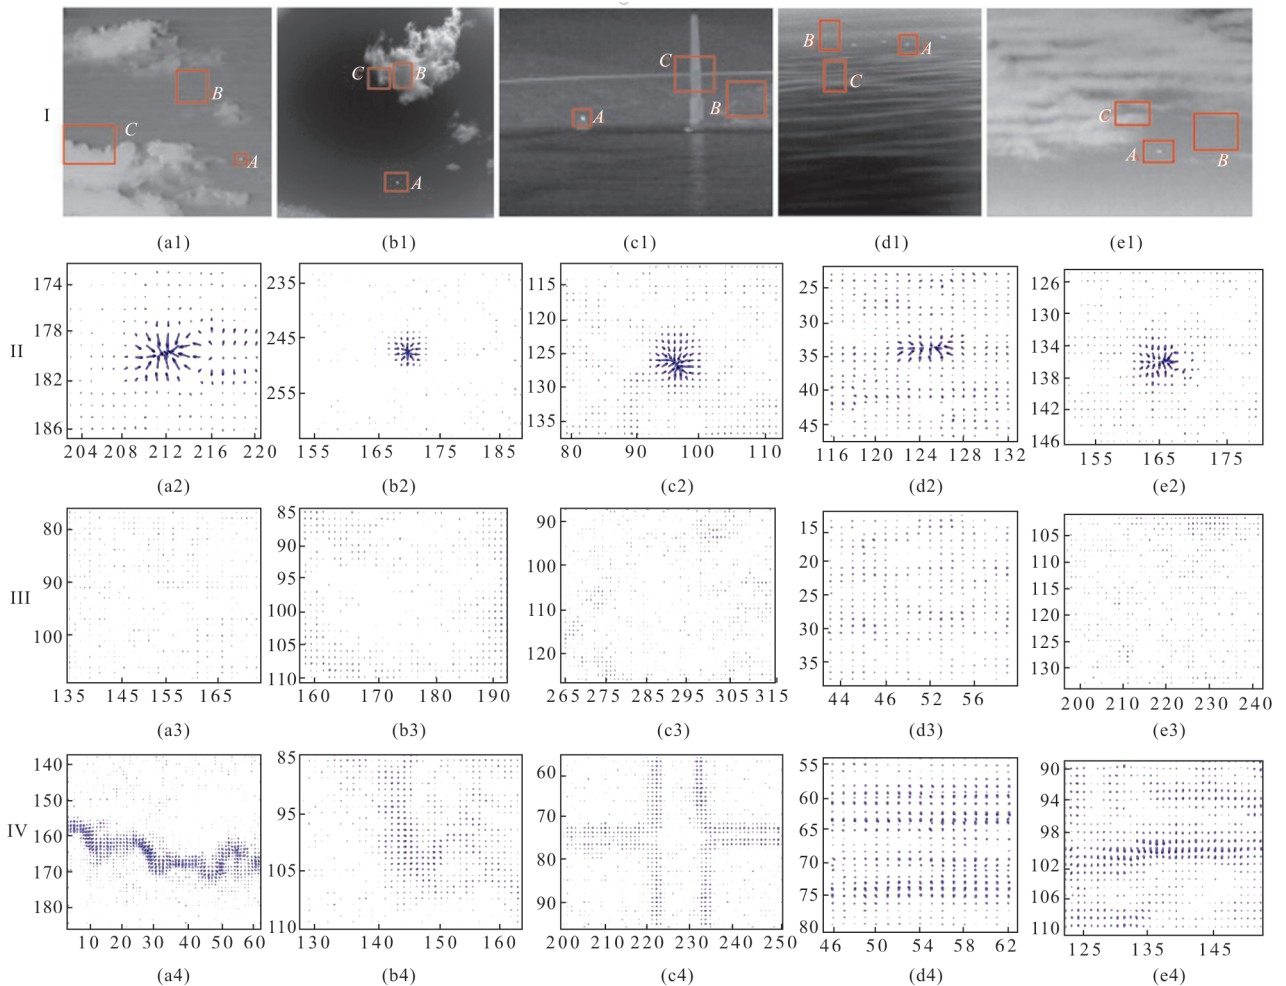 I
C B A
C B A
C B A
B A C
C A B
(a1) (b1) (c1) (d1) (e1)
II
174 178 182 186
204 208 212 216 220
235 245 255
155 165 175 185
115 120 125 130 135
80 90 100 110
25 30 35 40 45
116 120 124 128 132
126 130 134 138 142 146
155 165 175
(a2) (b2) (c2) (d2) (e2)
III
80 90 100
135 145 155 165
85 90 95 100 105 110
160 170 180 190
90 100 110 120
265 275 285 295 305 315
15 20 25 30 35
44 46 52 56
105 110 115 120 125 130
200 210 220 230 240
(a3) (b3) (c3) (d3) (e3)
IV
140 150 160 170 180
10 20 30 40 50 60
85 95 105 110
130 140 150 160
60 70 80 90
200 210 220 230 240 250
55 60 65 70 75 80
46 50 54 58 62
90 94 98 102 106 110
125 135 145
(a4) (b4) (c4) (d4) (e4)